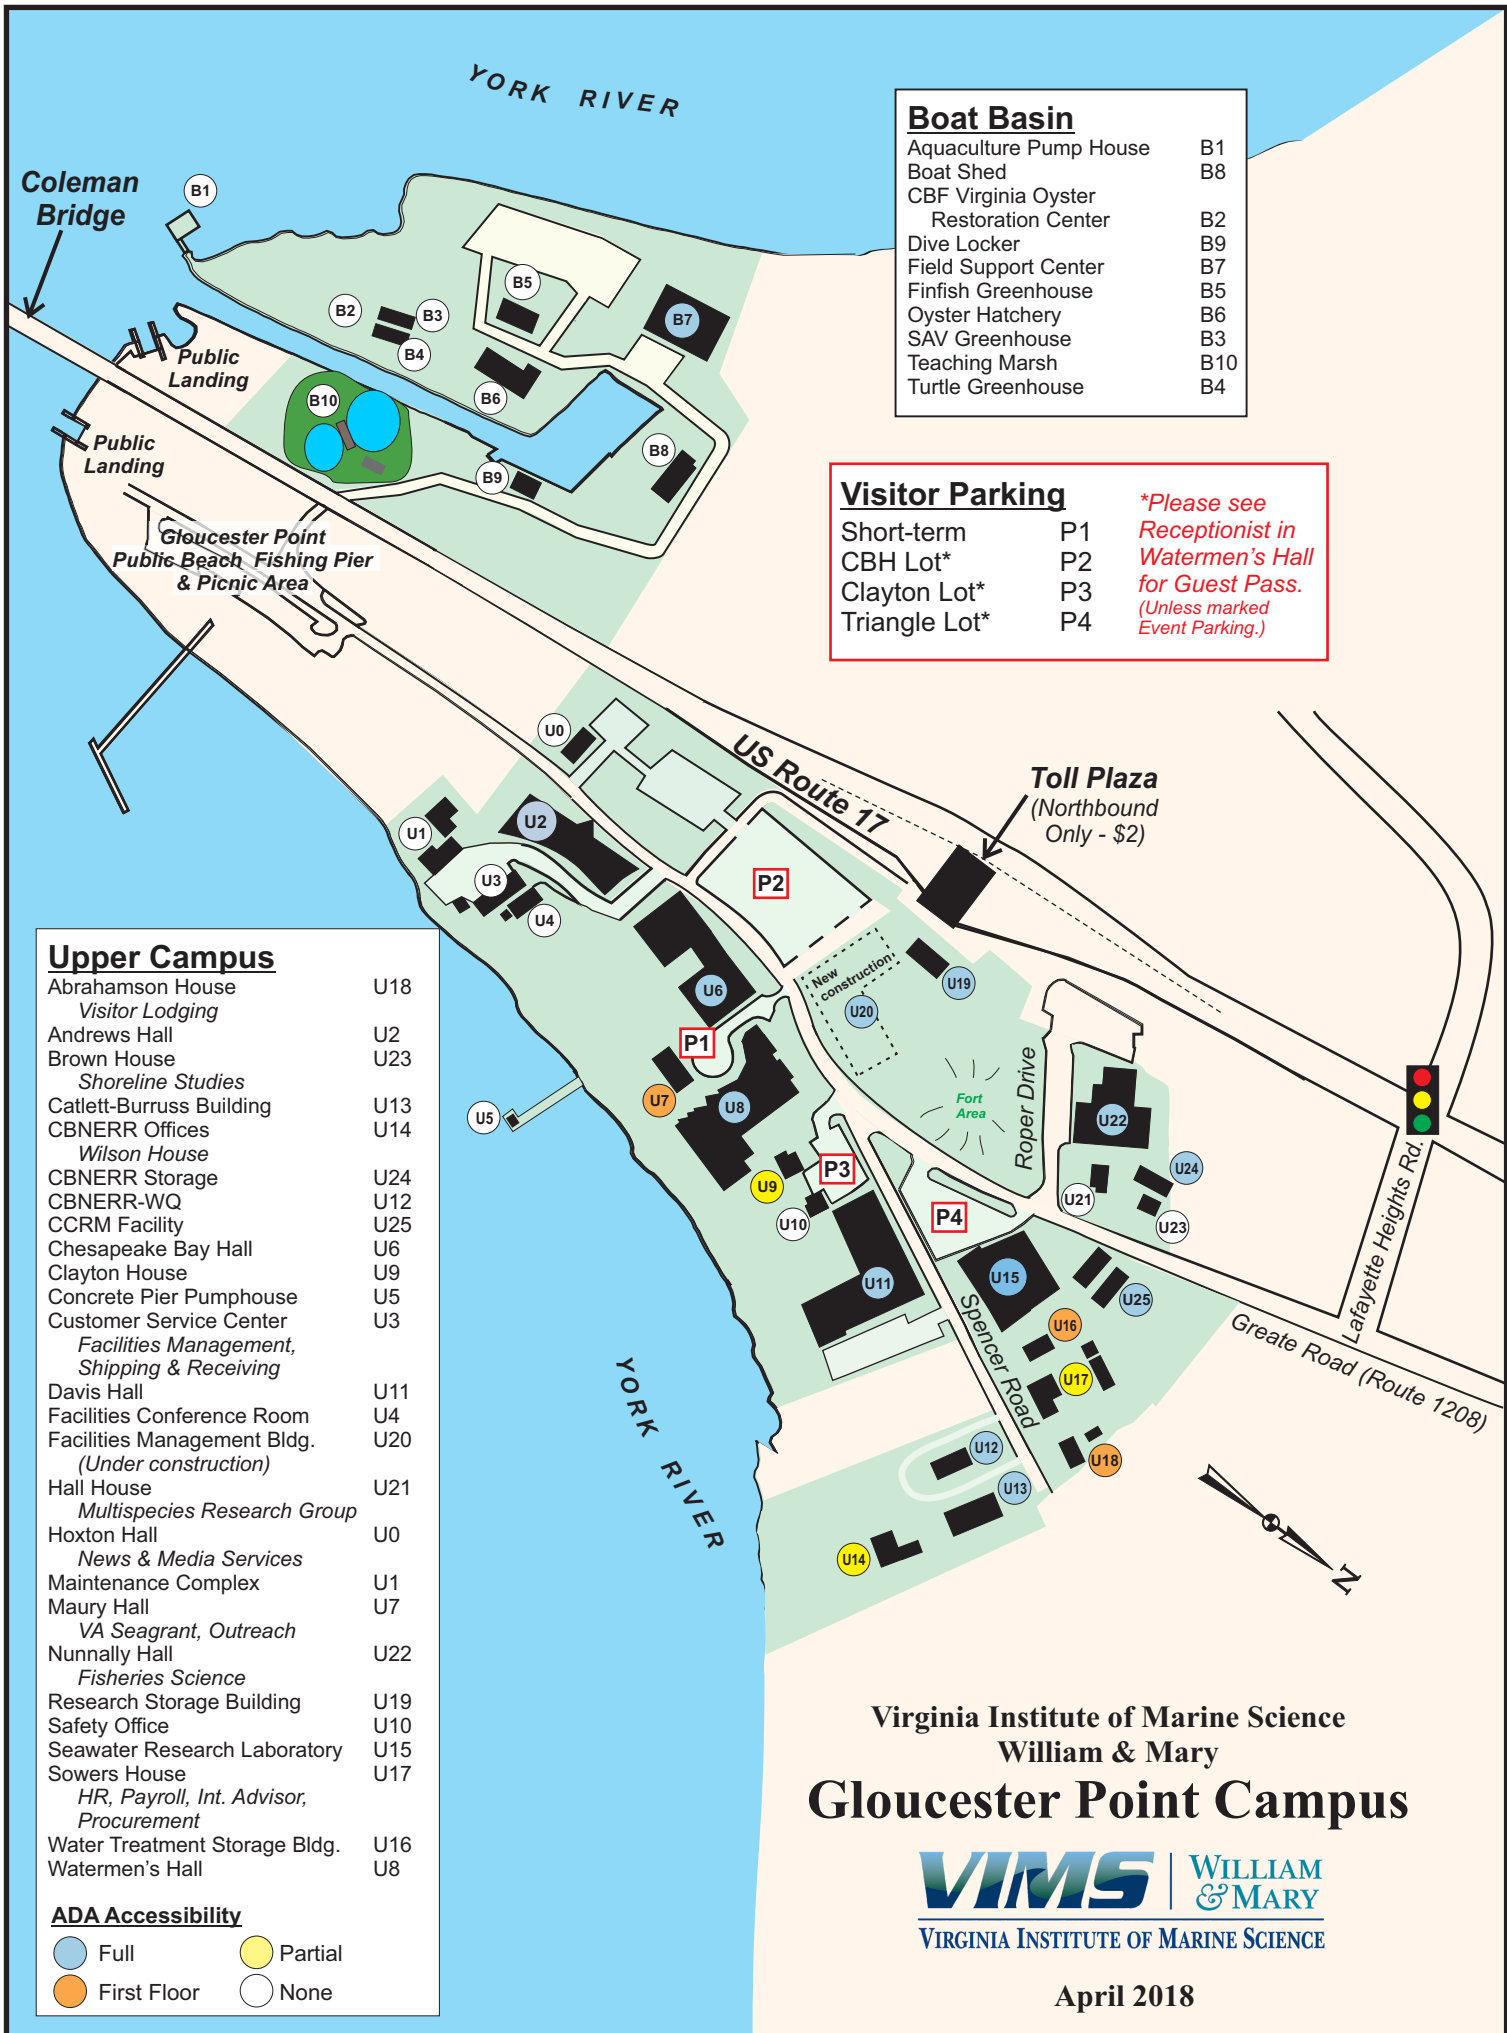 YORK RIVER
Coleman
Bridge
B1
Boat Basin
Aquaculture Pump House B1
Boat Shed B8
CBF Virginia Oyster
Restoration Center B2
Dive Locker B9
Field Support Center B7
Finfish Greenhouse B5
Oyster Hatchery B6
SAV Greenhouse B3
Teaching Marsh B10
Turtle Greenhouse B4
B5
B2
B3
B7
B4
Public
Landing
B6
B10
Public
Landing
B8
B9
Visitor Parking
Short-term P1
CBH Lot* P2
Clayton Lot* P3
Triangle Lot* P4
*Please see
Receptionist in
Watermen's Hall
for Guest Pass.
(Unless marked
Event Parking.)
Gloucester Point
Public Beach Fishing Pier
& Picnic Area
U0
US Route 17
Toll Plaza
(Northbound
Only - $2)
U1
U2
U3
P2
U4
New
construction
U19
U6
U20
P1
U7
U8
U5
Fort
Area
Roper Drive
U22
P3
U9
U24
U21
U10
P4
U23
U11
U15
U25
Lafayette Heights Rd.
U16
Spencer Road
U17
Greate Road (Route 1208)
YORK RIVER
U12
U18
U13
U14
N
Upper Campus
Abrahamson House U18
Visitor Lodging
Andrews Hall U2
Brown House U23
Shoreline Studies
Catlett-Burruss Building U13
CBNERR Offices U14
Wilson House
CBNERR Storage U24
CBNERR-WQ U12
CCRM Facility U25
Chesapeake Bay Hall U6
Clayton House U9
Concrete Pier Pumphouse U5
Customer Service Center U3
Facilities Management,
Shipping & Receiving
Davis Hall U11
Facilities Conference Room U4
Facilities Management Bldg. U20
(Under construction)
Hall House U21
Multispecies Research Group
Hoxton Hall U0
News & Media Services
Maintenance Complex U1
Maury Hall U7
VA Seagrant, Outreach
Nunnally Hall U22
Fisheries Science
Research Storage Building U19
Safety Office U10
Seawater Research Laboratory U15
Sowers House U17
HR, Payroll, Int. Advisor,
Procurement
Water Treatment Storage Bldg. U16
Watermen's Hall U8
ADA Accessibility
Full
Partial
First Floor
None
Virginia Institute of Marine Science
William & Mary
Gloucester Point Campus
VIMS
WILLIAM
& MARY
VIRGINIA INSTITUTE OF MARINE SCIENCE
April 2018